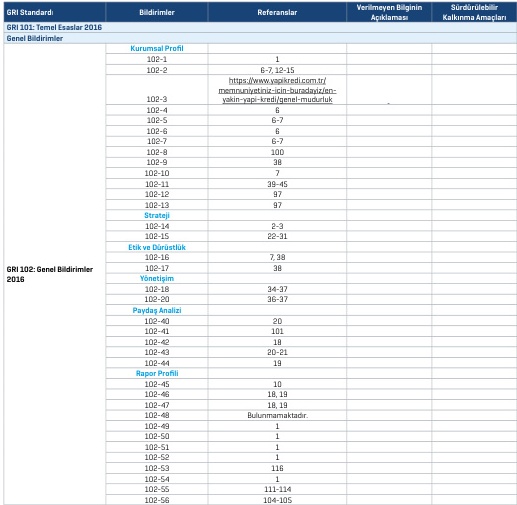 GRI Standardı Bildirimler Referanslar Verilmeyen Bilginin Açıklaması Sürdürülebilir Kalkınma Amaçları
GRI 101: Temel Esaslar 2016
Genel Bildirimler
GRI 102: Genel Bildirimler 2016
Kurumsal Profil
102-1 1
102-2 6-7, 12-15
102-3 https://www.yapikredi.com.tr/
memnuniyetiniz-icin-buradayiz/en-
yakin-yapi-kredi/genel-mudurluk -
102-4 6
102-5 6-7
102-6 6
102-7 6-7
102-8 100
102-9 38
102-10 7
102-11 39-45
102-12 97
102-13 97
Strateji
102-14 2-3
102-15 22-31
Etik ve Dürüstlük
102-16 7, 38
102-17 38
Yönetişim
102-18 34-37
102-20 36-37
Paydaş Analizi
102-40 20
102-41 101
102-42 18
102-43 20-21
102-44 19
Rapor Profili
102-45 10
102-46 18, 19
102-47 18, 19
102-48 Bulunmamaktadır.
102-49 1
102-50 1
102-51 1
102-52 1
102-53 116
102-54 1
102-55 111-114
102-56 104-105